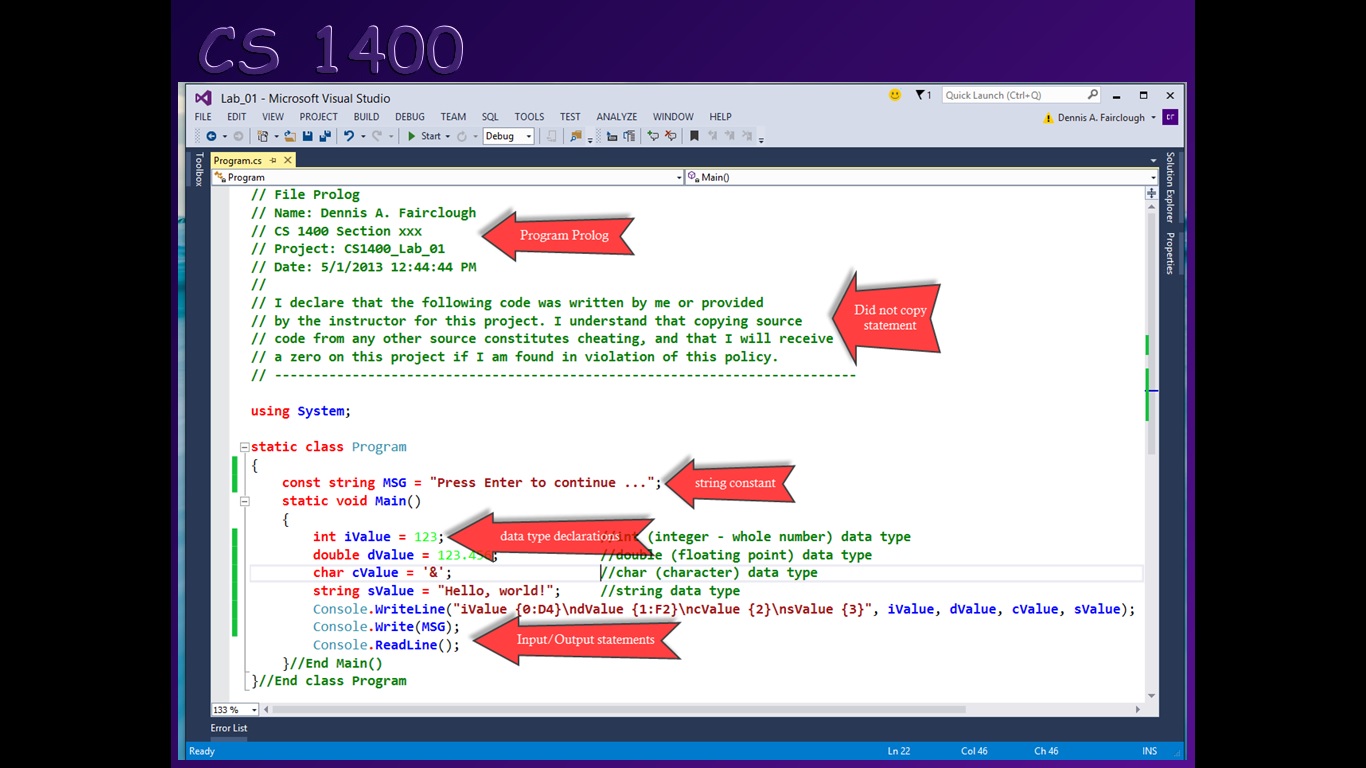 CS 1400
Lab_01 - Microsoft Visual Studio
1
Quick Launch (Ctrl+Q)
FILE EDIT VIEW PROJECT BUILD DEBUG TEAM SQL TOOLS TEST ANALYZE WINDOW HELP
Dennis A. Fairclough
DF
Start
Debug
Toolbox
Program.cs
Program
Main()
Solution Explorer
Properties
// File Prolog
// Name: Dennis A. Fairclough
// CS 1400 Section xxx
Program Prolog
// Project: CS1400_Lab_01
// Date: 5/1/2013 12:44:44 PM
//
// I declare that the following code was written by me or provided
// by the instructor for this project. I understand that copying source
// code from any other source constitutes cheating, and that I will receive
// a zero on this project if I am found in violation of this policy.
Did not copy
statement
// ---------------------------------------------------------------------------
using System;
static class Program
{
const string MSG = "Press Enter to continue ...";
string constant
static void Main()
{
int iValue = 123;
data type declarations
(integer - whole number) data type
double dValue = 123. //double (floating point) data type
char cValue = '&'; //char (character) data type
string sValue = "Hello, world!"; //string data type
Console.WriteLine("iValue {0:D4}\ndValue {1:F2}\ncValue {2}\nsValue {3}", iValue, dValue, cValue, sValue);
Console.Write(MSG);
Input/Output statements
Console.ReadLine();
}//End Main()
}//End class Program
133 %
Error List
Ready
Ln 22 Col 46 Ch 46 INS